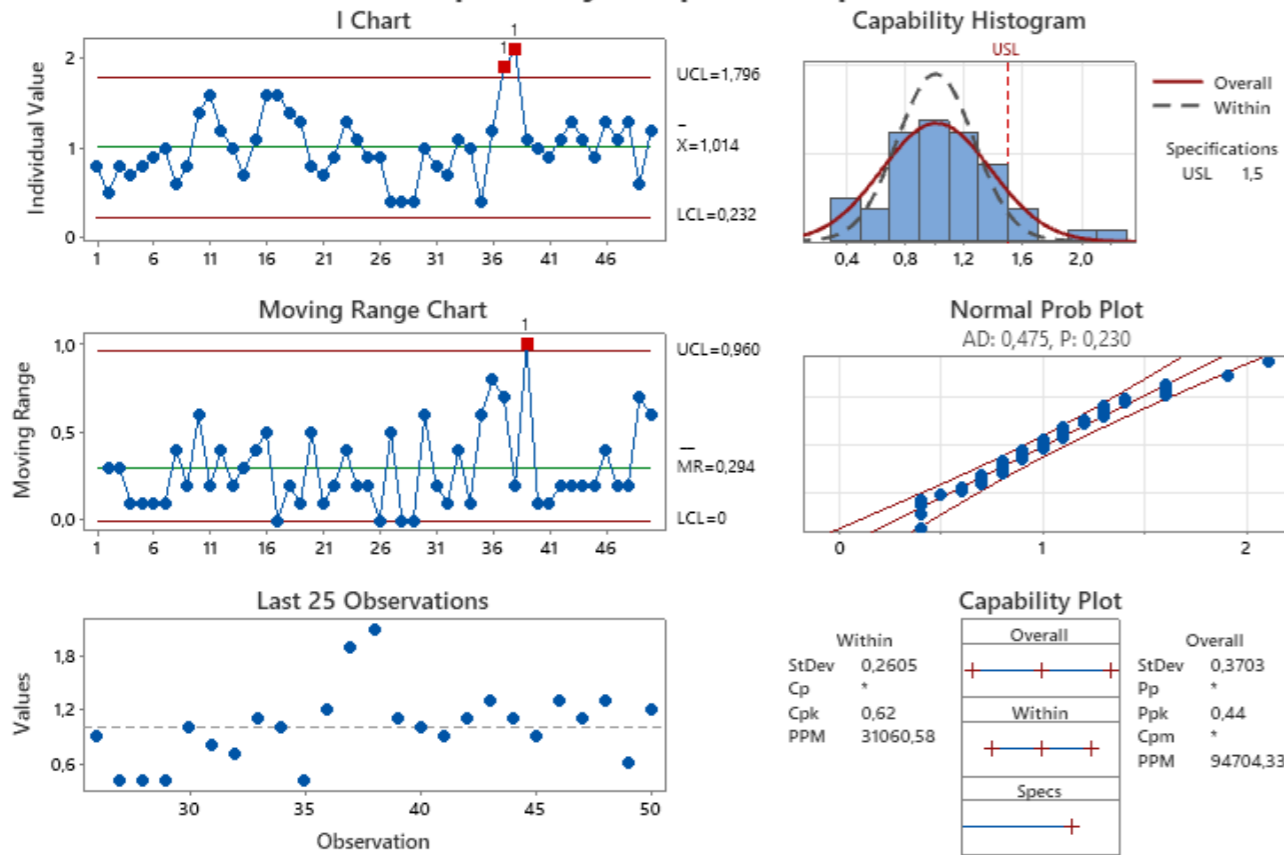 I Chart
1
1
Individual Value
2
1
0
UCL=1,796
_
X=1,014
LCL=0,232
1 6 11 16 21 26 31 36 41 46
Capability Histogram
USL
Overall
Within
Specifications
USL 1,5
0,4 0,8 1,2 1,6 2,0
Moving Range Chart
1
Moving Range
1,0
0,5
0,0
UCL=0,960
__
MR=0,294
LCL=0
1 6 11 16 21 26 31 36 41 46
Normal Prob Plot
AD: 0,475, P: 0,230
0 1 2
Last 25 Observations
Values
1,8
1,2
0,6
30 35 40 45 50
Observation
Capability Plot
Within
StDev 0,2605
Cp *
Cpk 0,62
PPM 31060,58
Overall
Within
Specs
Overall
StDev 0,3703
Pp *
Ppk 0,44
Cpm *
PPM 94704,33